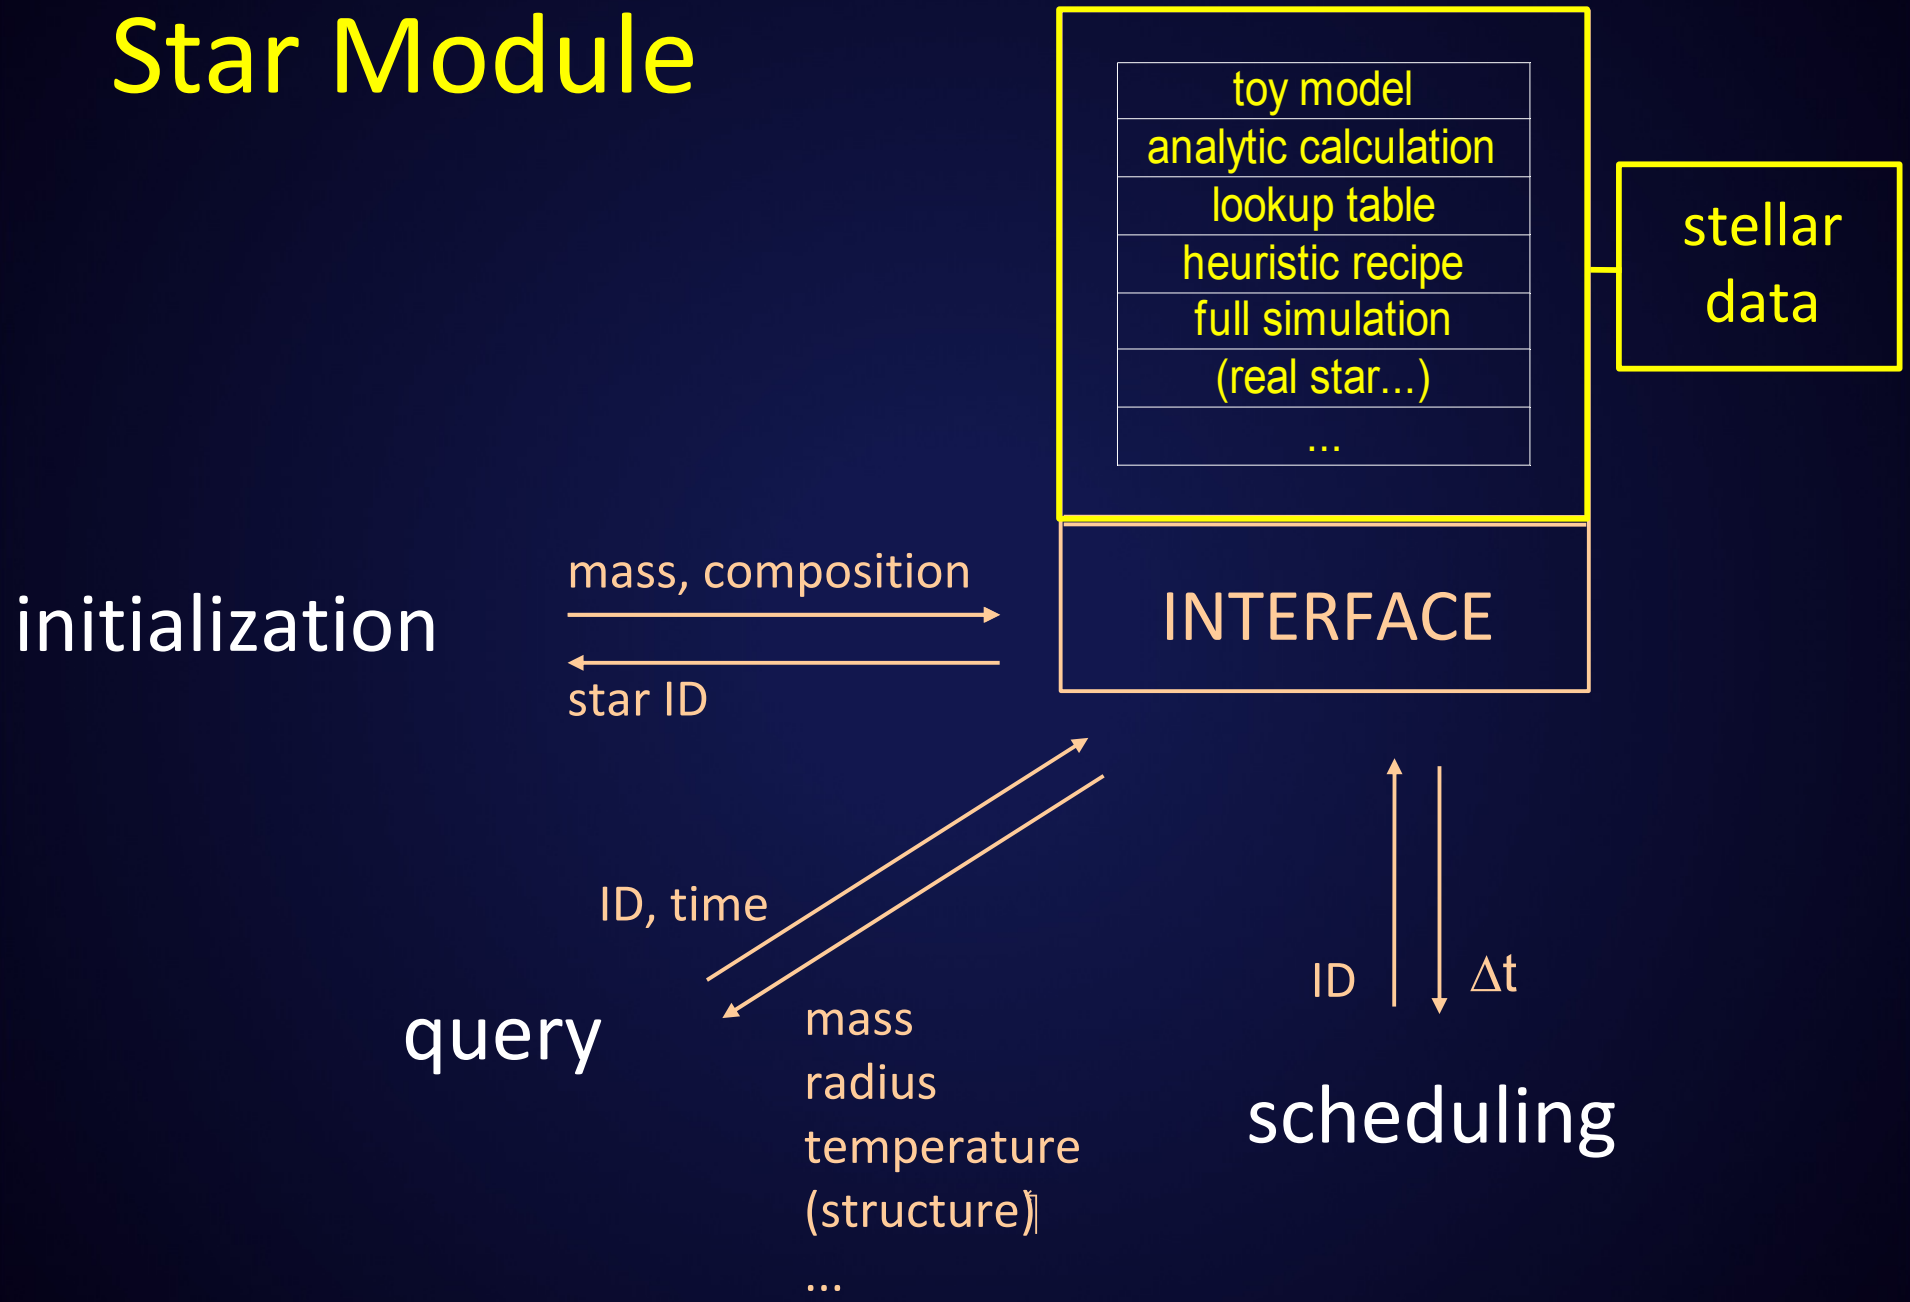 Star Module
toy model
analytic calculation
lookup table
heuristic recipe
full simulation
(real star...)
...
stellar
data
INTERFACE
initialization
mass, composition
star ID
ID, time
query
mass
radius
temperature
(structure)
...
ID
Δt
scheduling